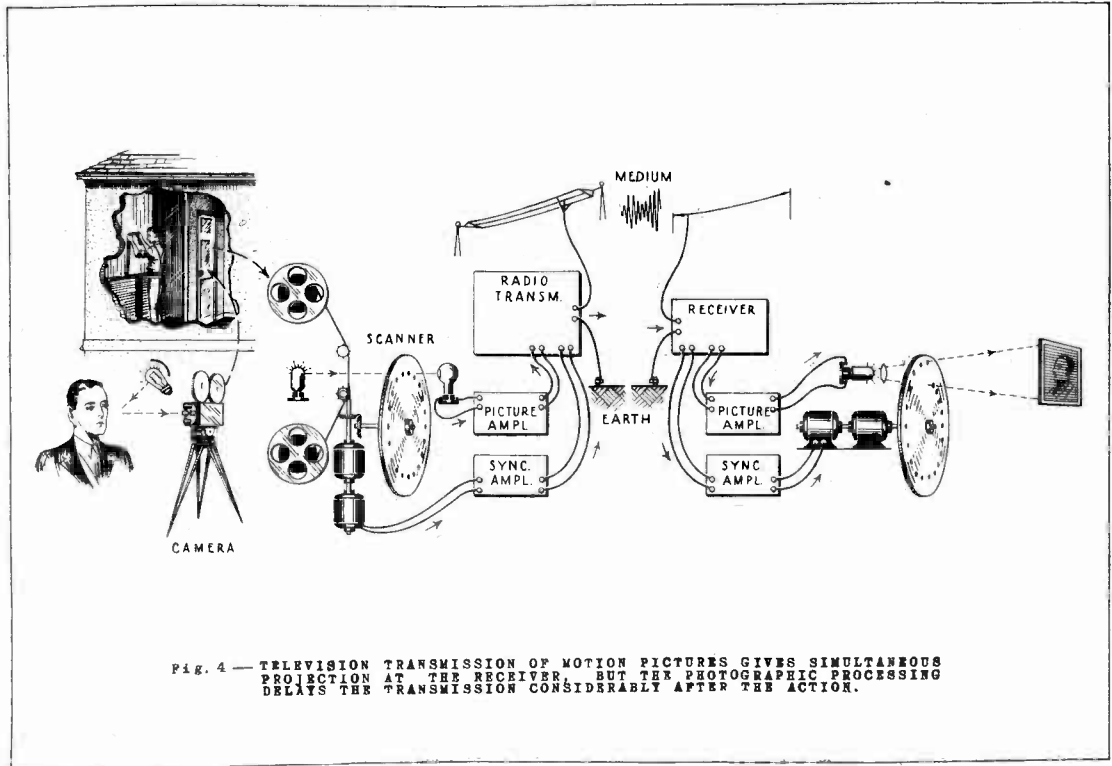 MEDIUM
RADIO
TRANSM.
RECEIVER
SCANNER
PICTURE
AMPL.
EARTH
PICTURE
AMPL.
SYNC.
AMPL.
SYNC
AMPL.
CAMERA
Fig. 4 — TELEVISION TRANSMISSION OF MOTION PICTURES GIVES SIMULTANEOUS
PROJECTION AT THE RECEIVER, BUT THE PHOTOGRAPHIC PROCESSING
DELAYS THE TRANSMISSION CONSIDERABLY AFTER THE ACTION.